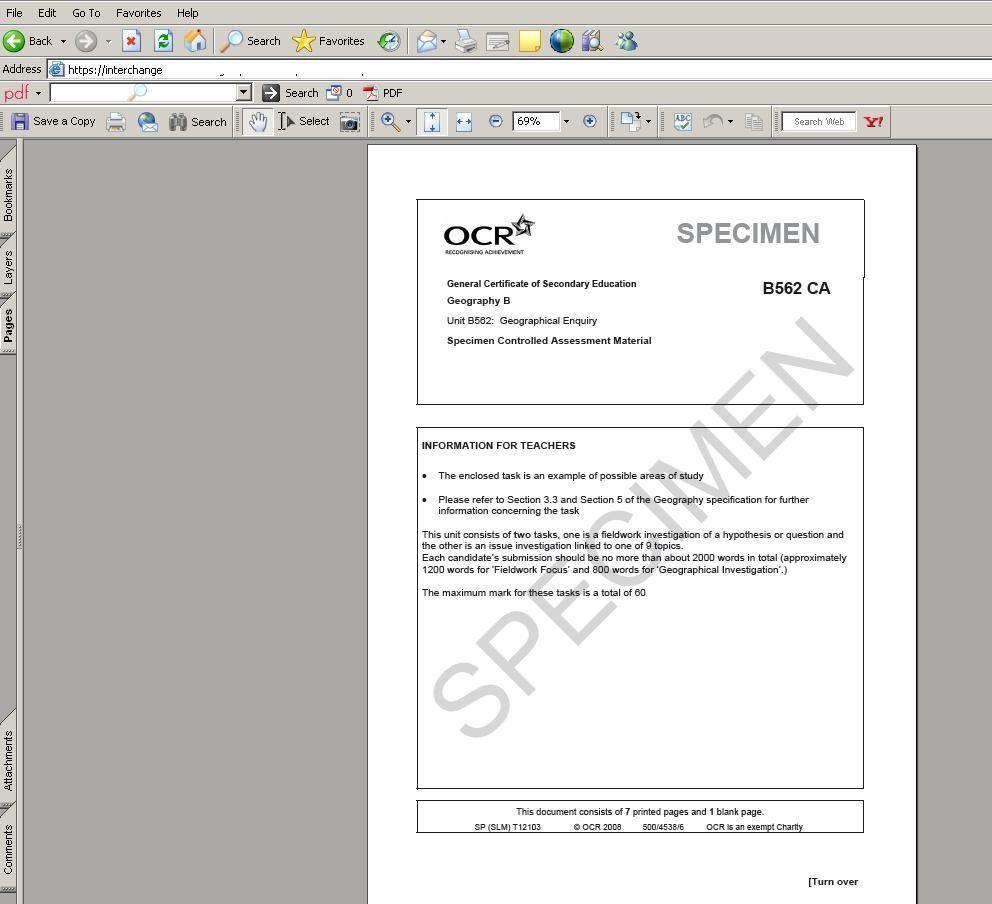 File Edit Go To Favorites Help
Back Search Favorites
Address https://interchange
pdf Search 0 PDF
Save a Copy Search Select 69% ABC Search Web Y!
Bookmarks
Layers
Pages
Attachments
Comments
OCR
RECOGNISING ACHIEVEMENT
SPECIMEN
General Certificate of Secondary Education
B562 CA
Geography B
Unit B562: Geographical Enquiry
Specimen Controlled Assessment Material
SPECIMEN
INFORMATION FOR TEACHERS
• The enclosed task is an example of possible areas of study
• Please refer to Section 3.3 and Section 5 of the Geography specification for further
information concerning the task
This unit consists of two tasks, one is a fieldwork investigation of a hypothesis or question and
the other is an issue investigation linked to one of 9 topics.
Each candidate's submission should be no more than about 2000 words in total (approximately
1200 words for 'Fieldwork Focus' and 800 words for 'Geographical Investigation'.)
The maximum mark for these tasks is a total of 60
This document consists of 7 printed pages and 1 blank page.
SP (SLM) T12103 © OCR 2008 500/4538/6 OCR is an exempt Charity
[Turn over